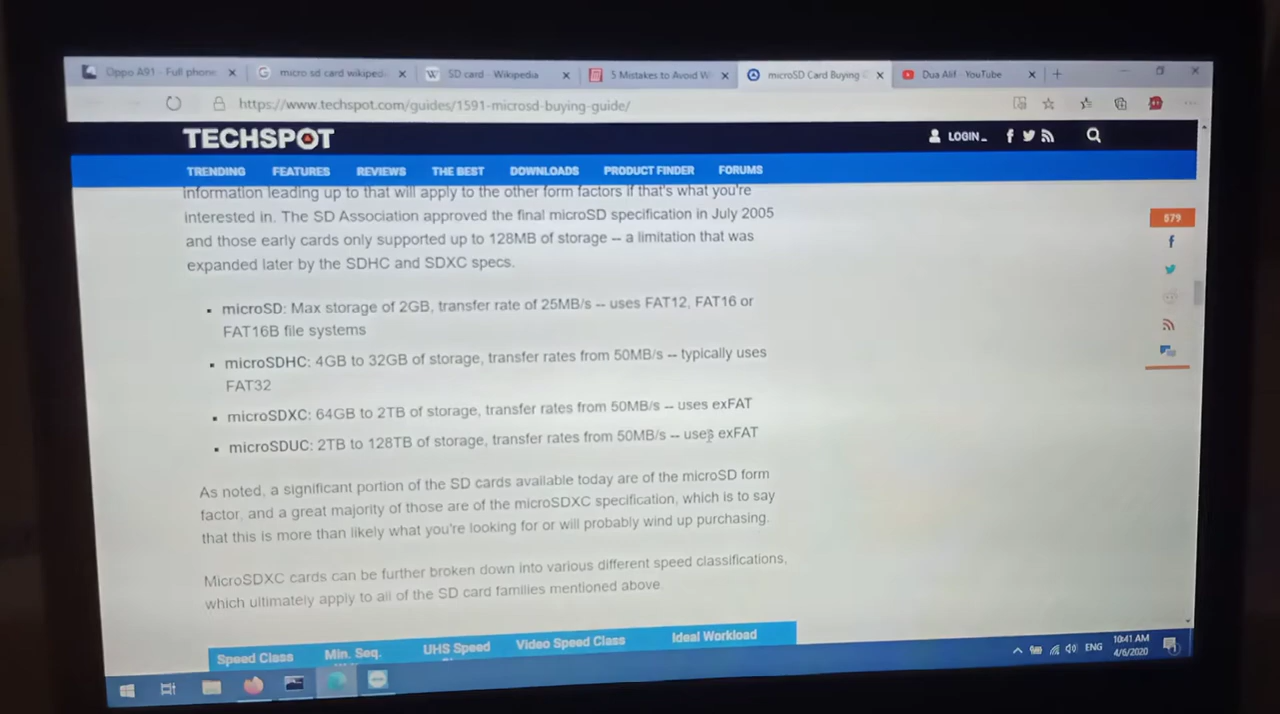 Oppo A91 - Full phone
micro sd card wikiped
SD card - Wikipedia
5 Mistakes to Avoid W
microSD Card Buying
Dua Alif - YouTube
https://www.techspot.com/guides/1591-microsd-buying-guide/
TECHSPOT
LOGIN_
TRENDING
FEATURES
REVIEWS
THE BEST
DOWNLOADS
PRODUCT FINDER
FORUMS
information leading up to that will apply to the other form factors if that's what you're
interested in. The SD Association approved the final microSD specification in July 2005
and those early cards only supported up to 128MB of storage -- a limitation that was
expanded later by the SDHC and SDXC specs.
579
microSD: Max storage of 2GB, transfer rate of 25MB/s -- uses FAT12, FAT16 or
FAT16B file systems
microSDHC: 4GB to 32GB of storage, transfer rates from 50MB/s -- typically uses
FAT32
microSDXC: 64GB to 2TB of storage, transfer rates from 50MB/s -- uses exFAT
microSDUC: 2TB to 128TB of storage, transfer rates from 50MB/s -- uses exFAT
As noted, a significant portion of the SD cards available today are of the microSD form
factor, and a great majority of those are of the microSDXC specification, which is to say
that this is more than likely what you're looking for or will probably wind up purchasing.
MicroSDXC cards can be further broken down into various different speed classifications,
which ultimately apply to all of the SD card families mentioned above
Speed Class
Min. Seq.
UHS Speed
Video Speed Class
Ideal Workload
ENG
10:41 AM
4/6/2020